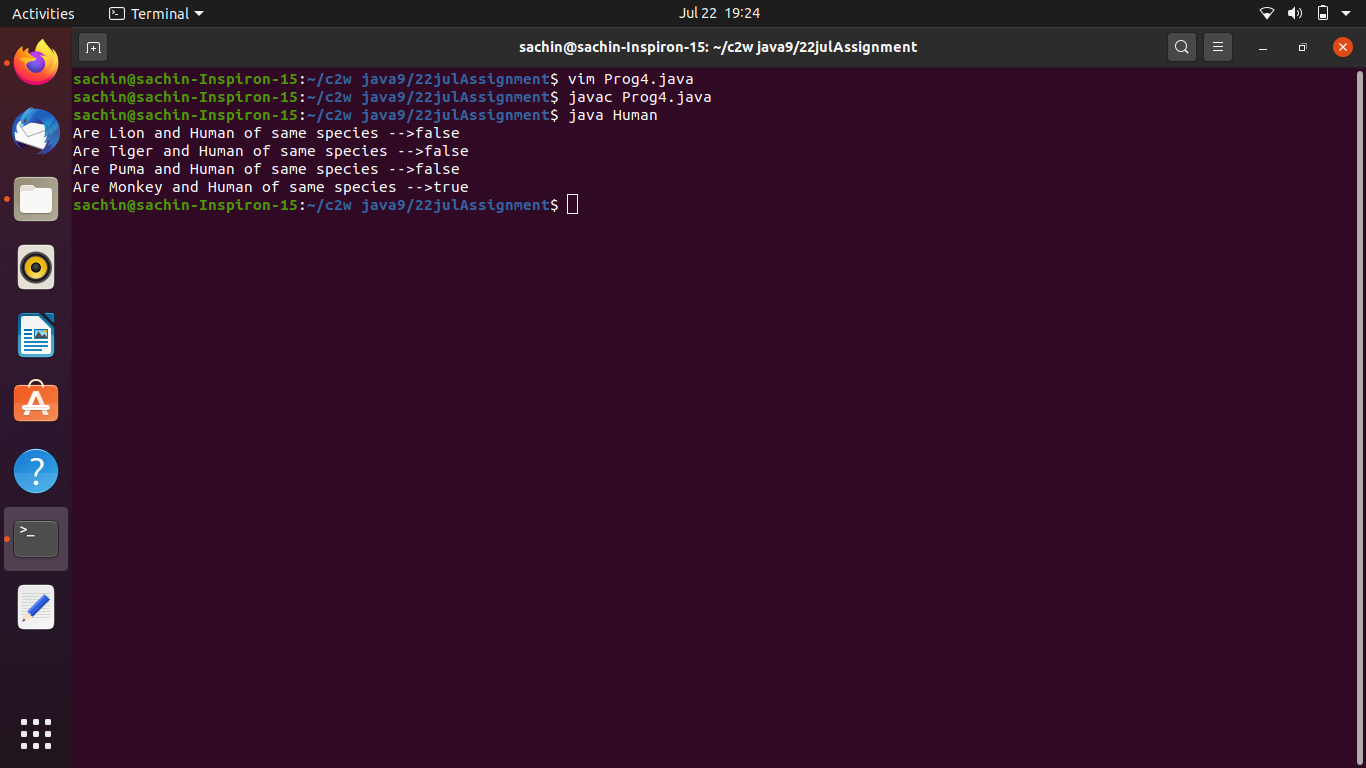 Activities Terminal Jul 22 19:24
sachin@sachin-Inspiron-15: ~/c2w java9/22julAssignment
sachin@sachin-Inspiron-15:~/c2w java9/22julAssignment$ vim Prog4.java
sachin@sachin-Inspiron-15:~/c2w java9/22julAssignment$ javac Prog4.java
sachin@sachin-Inspiron-15:~/c2w java9/22julAssignment$ java Human
Are Lion and Human of same species -->false
Are Tiger and Human of same species -->false
Are Puma and Human of same species -->false
Are Monkey and Human of same species -->true
sachin@sachin-Inspiron-15:~/c2w java9/22julAssignment$